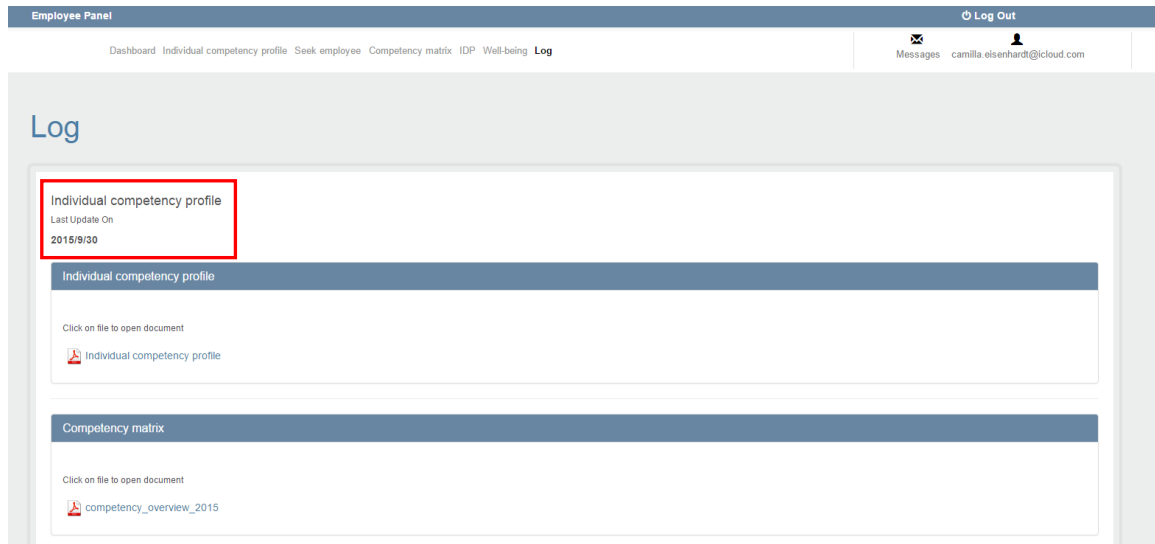 Employee Panel
Log Out
Dashboard Individual competency profile Seek employee Competency matrix IDP Well-being Log
Messages camilla.eisenhardt@icloud.com
Log
Individual competency profile
Last Update On
2015/9/30
Individual competency profile
Click on file to open document
Individual competency profile
Competency matrix
Click on file to open document
competency_overview_2015